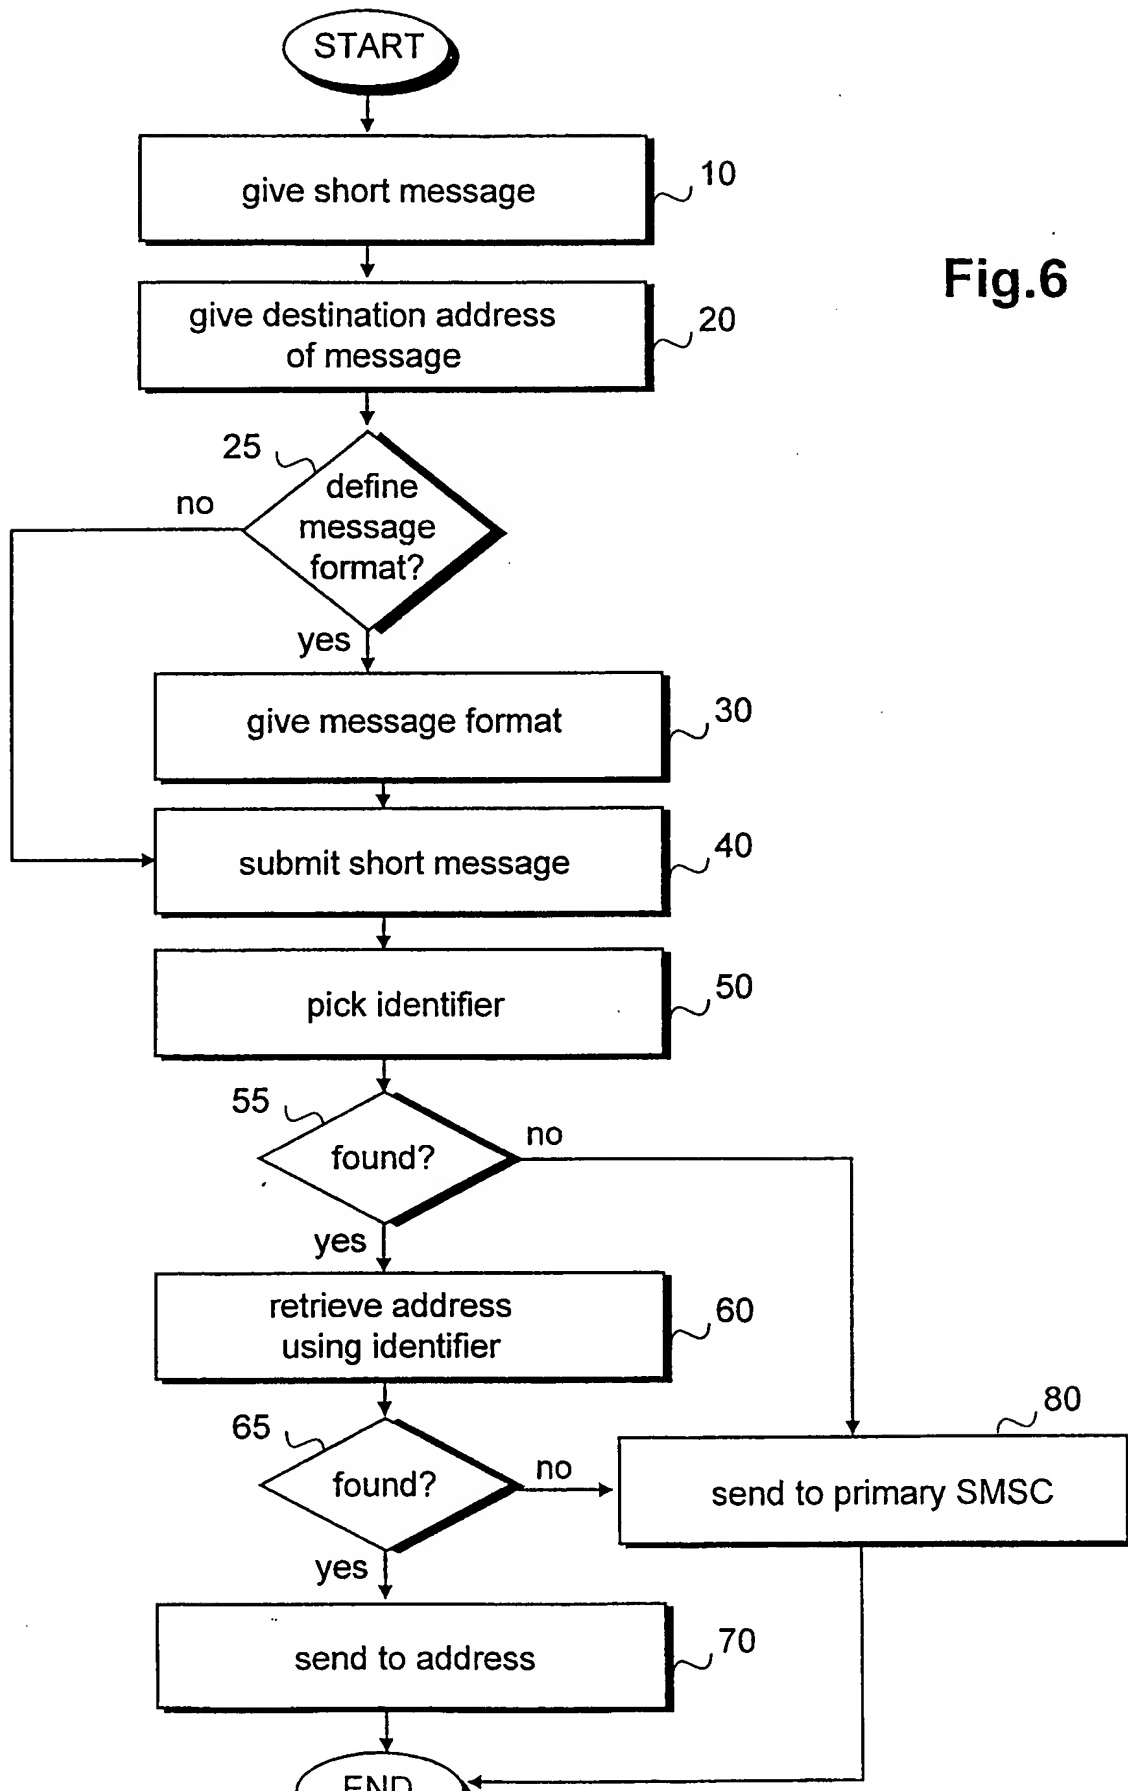 START
give short message
10
Fig.6
give destination address
of message
20
25
define
message
format?
no
yes
give message format
30
submit short message
40
pick identifier
50
55
found?
no
yes
retrieve address
using identifier
60
65
found?
no
80
send to primary SMSC
yes
send to address
70
END